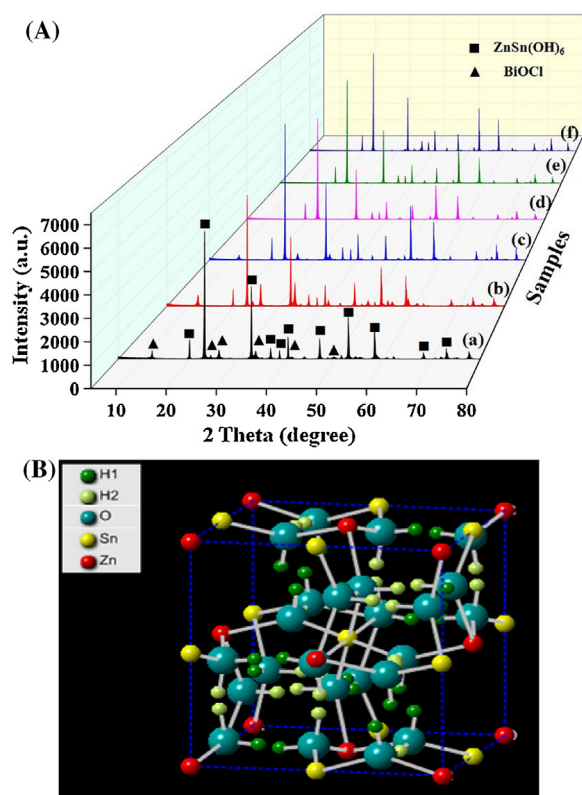 (A)
■ ZnSn(OH)6
▲ BiOCl
(f)
(e)
(d)
(c)
(b)
(a)
Samples
7000
6000
5000
4000
3000
2000
1000
0
Intensity (a.u.)
10 20 30 40 50 60 70 80
2 Theta (degree)
(B)
H1
H2
O
Sn
Zn